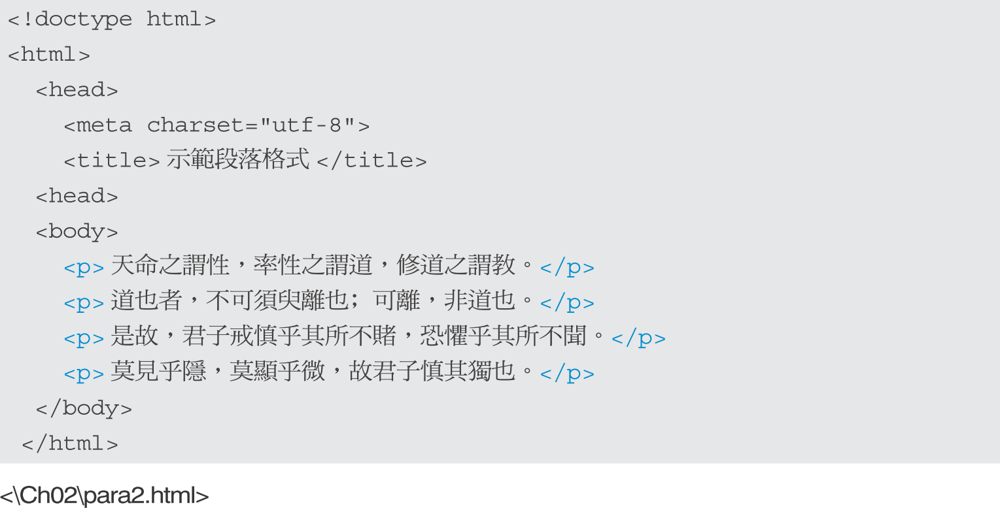 <!doctype html>
<html>
  <head>
    <meta charset="utf-8">
    <title> 示範段落格式 </title>
  <head>
  <body>
    <p> 天命之謂性，率性之謂道，修道之謂教。</p>
    <p> 道也者，不可須臾離也; 可離，非道也。</p>
    <p> 是故，君子戒慎乎其所不賭，恐懼乎其所不聞。</p>
    <p> 莫見乎隱，莫顯乎微，故君子慎其獨也。</p>
  </body>
 </html>
<\Ch02\para2.html>